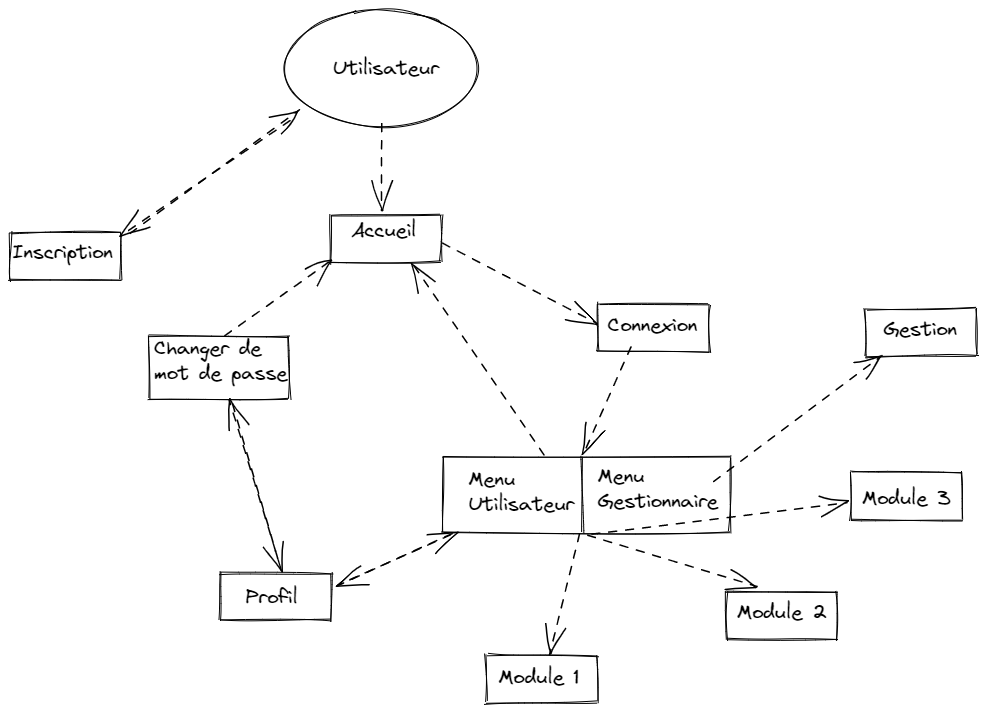 Utilisateur
Accueil
Inscription
Connexion
Gestion
Changer de
mot de passe
Menu
Utilisateur
Menu
Gestionnaire
Module 3
Profil
Module 2
Module 1